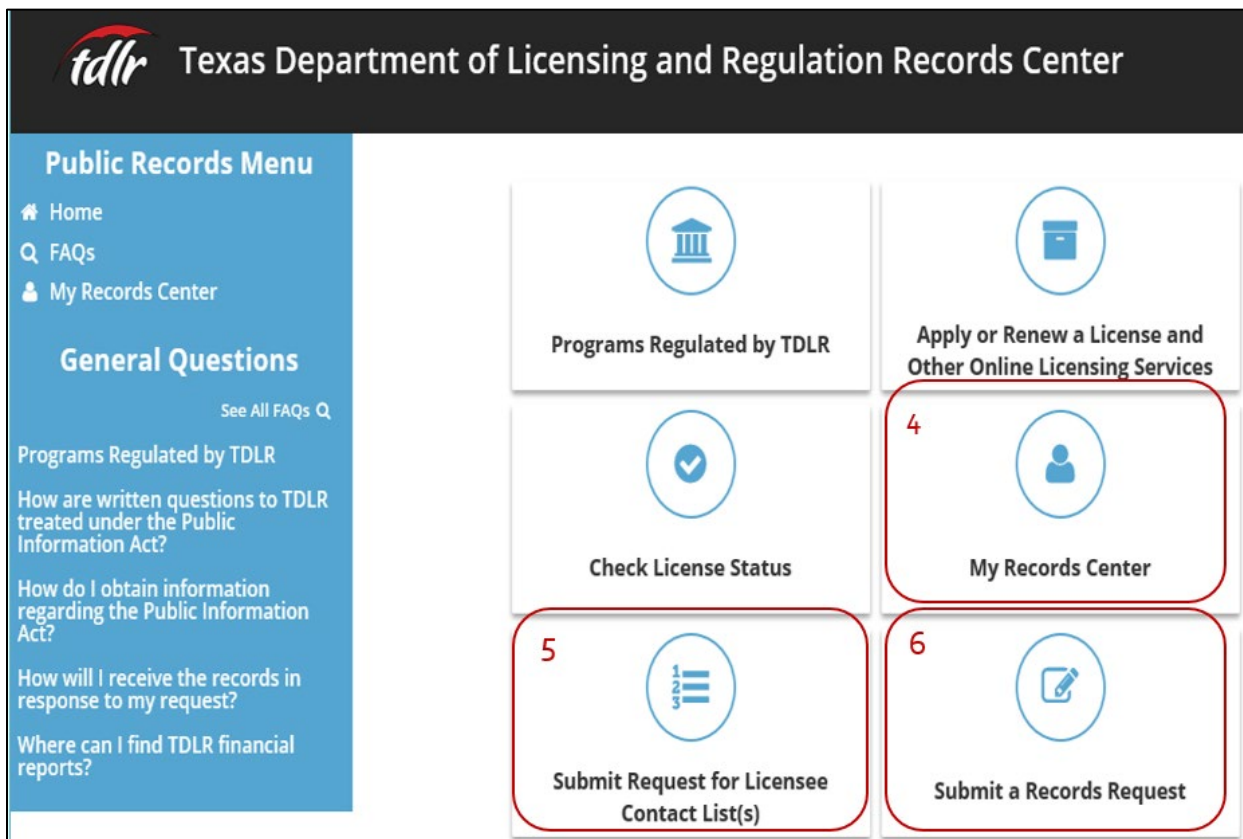 tdlr Texas Department of Licensing and Regulation Records Center
Public Records Menu
Home
FAQs
My Records Center
General Questions
See All FAQs
Programs Regulated by TDLR
How are written questions to TDLR
treated under the Public
Information Act?
How do I obtain information
regarding the Public Information
Act?
How will I receive the records in
response to my request?
Where can I find TDLR financial
reports?
Programs Regulated by TDLR
Apply or Renew a License and
Other Online Licensing Services
Check License Status
4
My Records Center
5
1
2
3
Submit Request for Licensee
Contact List(s)
6
Submit a Records Request